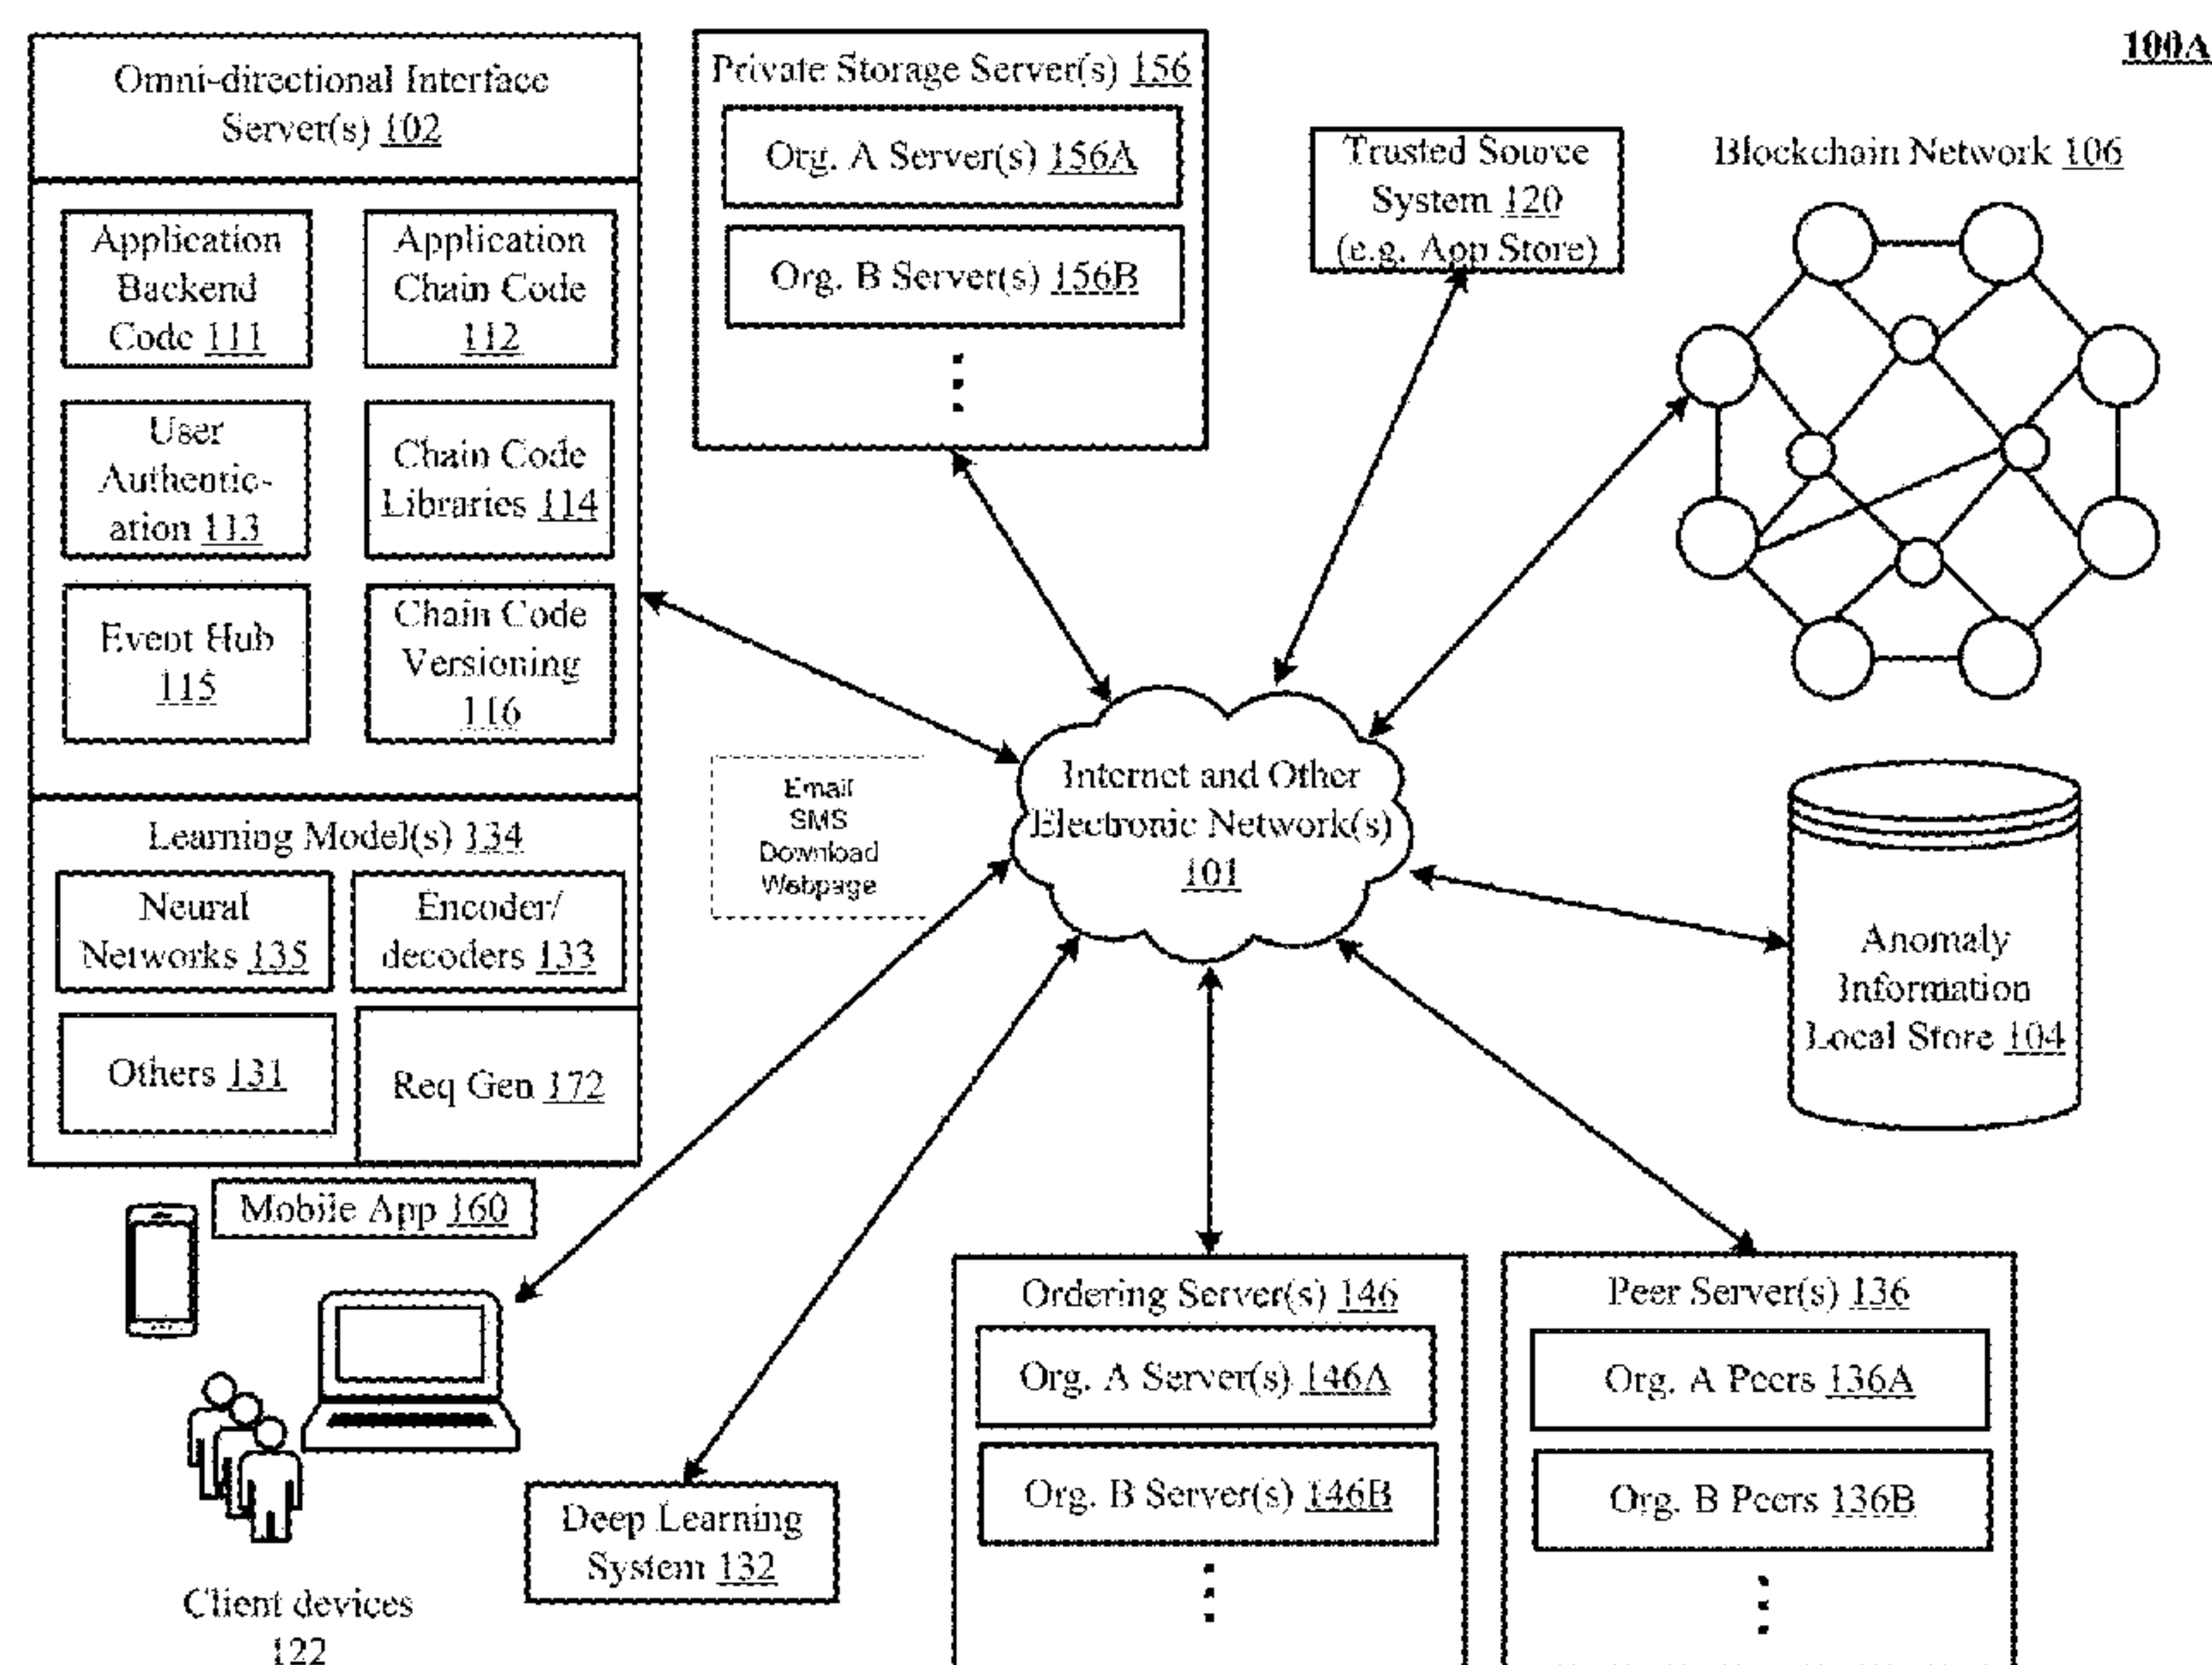 100A
Omni-directional Interface
Server(s) 102
Application
Backend
Code 111
Application
Chain Code
112
User
Authentic-
ation 113
Chain Code
Libraries 114
Event Hub
115
Chain Code
Versioning
116
Learning Model(s) 134
Neural
Networks 135
Encoder/
decoders 133
Others 131
Req Gen 172
Private Storage Server(s) 156
Org. A Server(s) 156A
Org. B Server(s) 156B
Trusted Source
System 120
(e.g. App Store)
Blockchain Network 106
Email
SMS
Download
Webpage
Internet and Other
Electronic Network(s)
101
Anomaly
Information
Local Store 104
Mobile App 160
Client devices
122
Deep Learning
System 132
Ordering Server(s) 146
Org. A Server(s) 146A
Org. B Server(s) 146B
Peer Server(s) 136
Org. A Peers 136A
Org. B Peers 136B